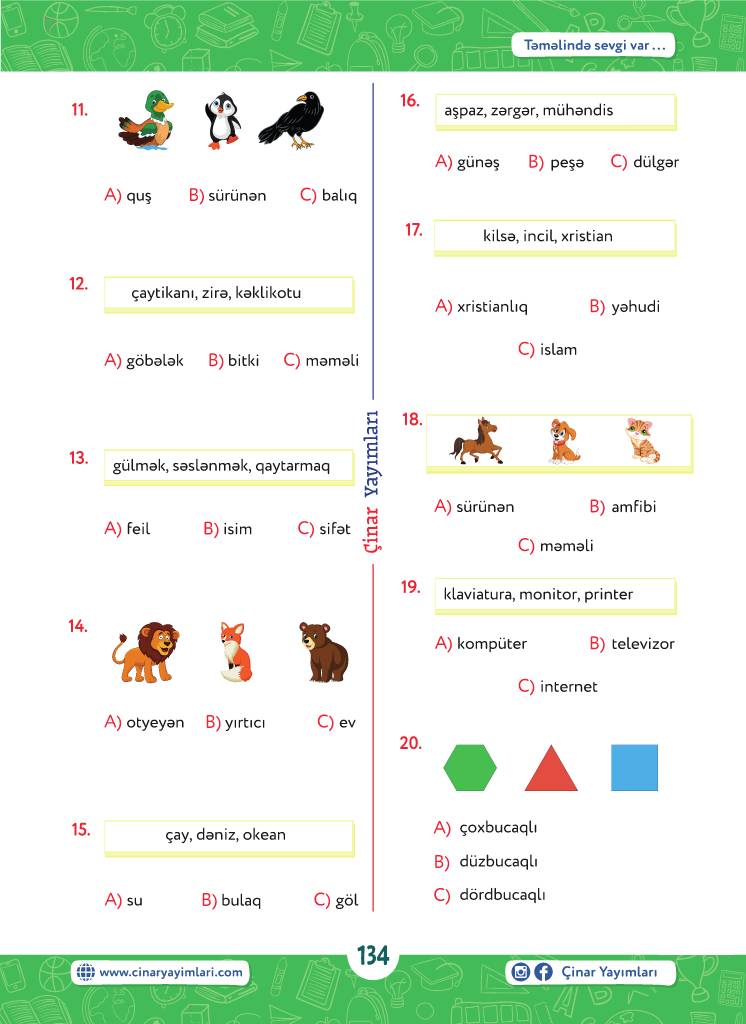 Təməlində sevgi var ...
11.
A) quş B) sürünən C) balıq
12.
çaytikanı, zirə, kəklikotu
A) göbələk B) bitki C) məməli
13.
gülmək, səslənmək, qaytarmaq
A) feil B) isim C) sifət
14.
A) otyeyən B) yırtıcı C) ev
15.
çay, dəniz, okean
A) su B) bulaq C) göl
Çinar Yayımları
16.
aşpaz, zərgər, mühəndis
A) günəş B) peşə C) dülgər
17.
kilsə, incil, xristian
A) xristianlıq B) yəhudi
C) islam
18.
A) sürünən B) amfibi
C) məməli
19.
klaviatura, monitor, printer
A) kompüter B) televizor
C) internet
20.
A) çoxbucaqlı
B) düzbucaqlı
C) dördbucaqlı
134
www.cinaryayimlari.com
Çinar Yayımları